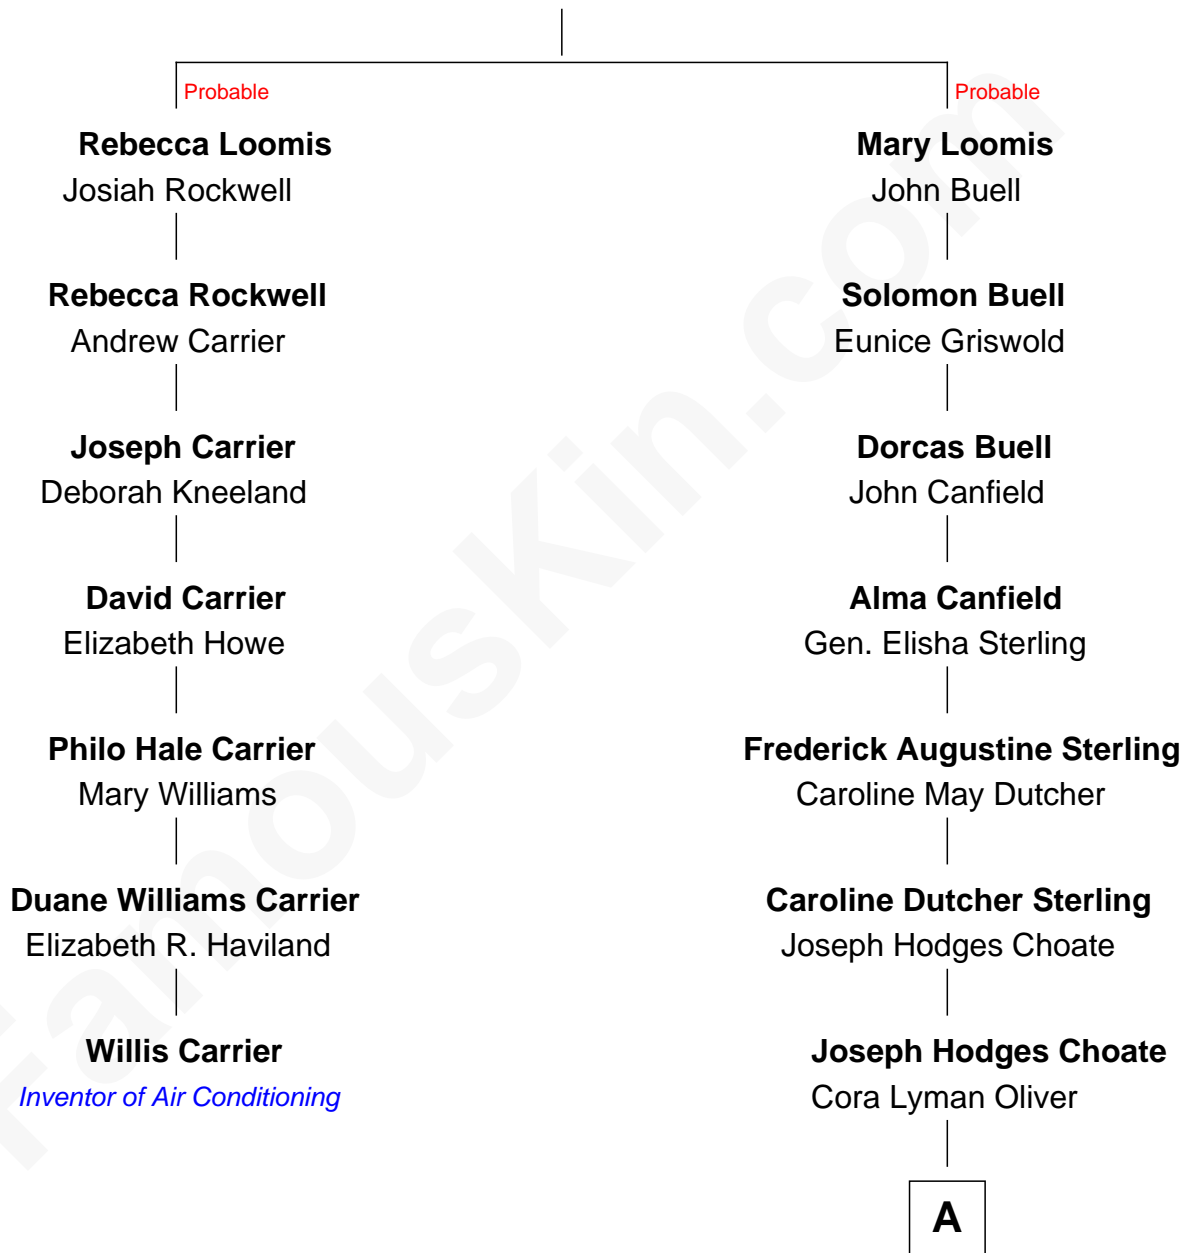 Probable
Rebecca Loomis
Josiah Rockwell
Rebecca Rockwell
Andrew Carrier
Joseph Carrier
Deborah Kneeland
David Carrier
Elizabeth Howe
Philo Hale Carrier
Mary Williams
Duane Williams Carrier
Elizabeth R. Haviland
Willis Carrier
Inventor of Air Conditioning
Probable
Mary Loomis
John Buell
Solomon Buell
Eunice Griswold
Dorcas Buell
John Canfield
Alma Canfield
Gen. Elisha Sterling
Frederick Augustine Sterling
Caroline May Dutcher
Caroline Dutcher Sterling
Joseph Hodges Choate
Joseph Hodges Choate
Cora Lyman Oliver
A
FamousKin.com